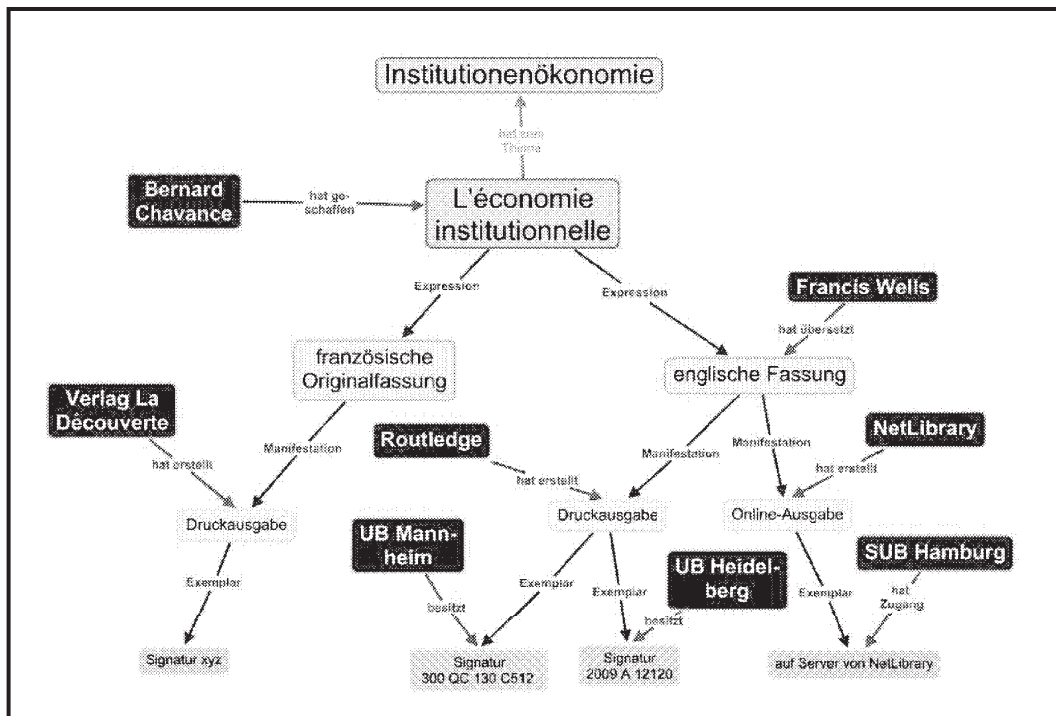 Institutionenökonomie
hat zum
Thema
Bernard
Chavance
hat ge-
schaffen
L'économie
institutionnelle
Expression
Expression
Francis Wells
hat übersetzt
französische
Originalfassung
englische Fassung
Verlag La
Découverte
Manifestation
Routledge
Manifestation
Manifestation
NetLibrary
hat erstellt
hat erstellt
hat erstellt
Druckausgabe
Druckausgabe
Online-Ausgabe
UB Mann-
heim
SUB Hamburg
UB Heidel-
berg
Exemplar
Exemplar
Exemplar
Exemplar
hat
Zugang
besitzt
besitzt
Signatur xyz
Signatur
300 QC 130 C512
Signatur
2009 A 12120
auf Server von NetLibrary